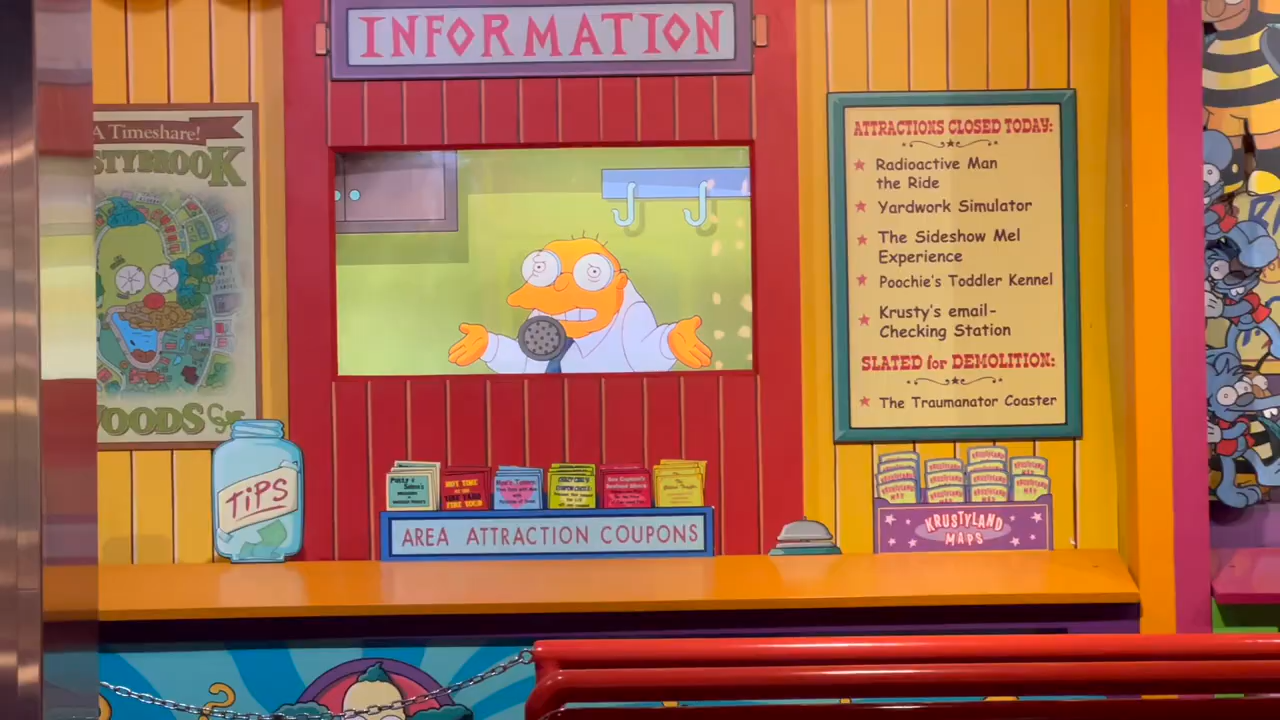 INFORMATION
A Timeshare!
STYBROOK
WOODS
ATTRACTIONS CLOSED TODAY:
Radioactive Man
the Ride
Yardwork Simulator
The Sideshow Mel
Experience
Poochie's Toddler Kennel
Krusty's email-
Checking Station
SLATED for DEMOLITION:
The Traumanator Coaster
TIPS
AREA ATTRACTION COUPONS
KRUSTYLAND
MAPS